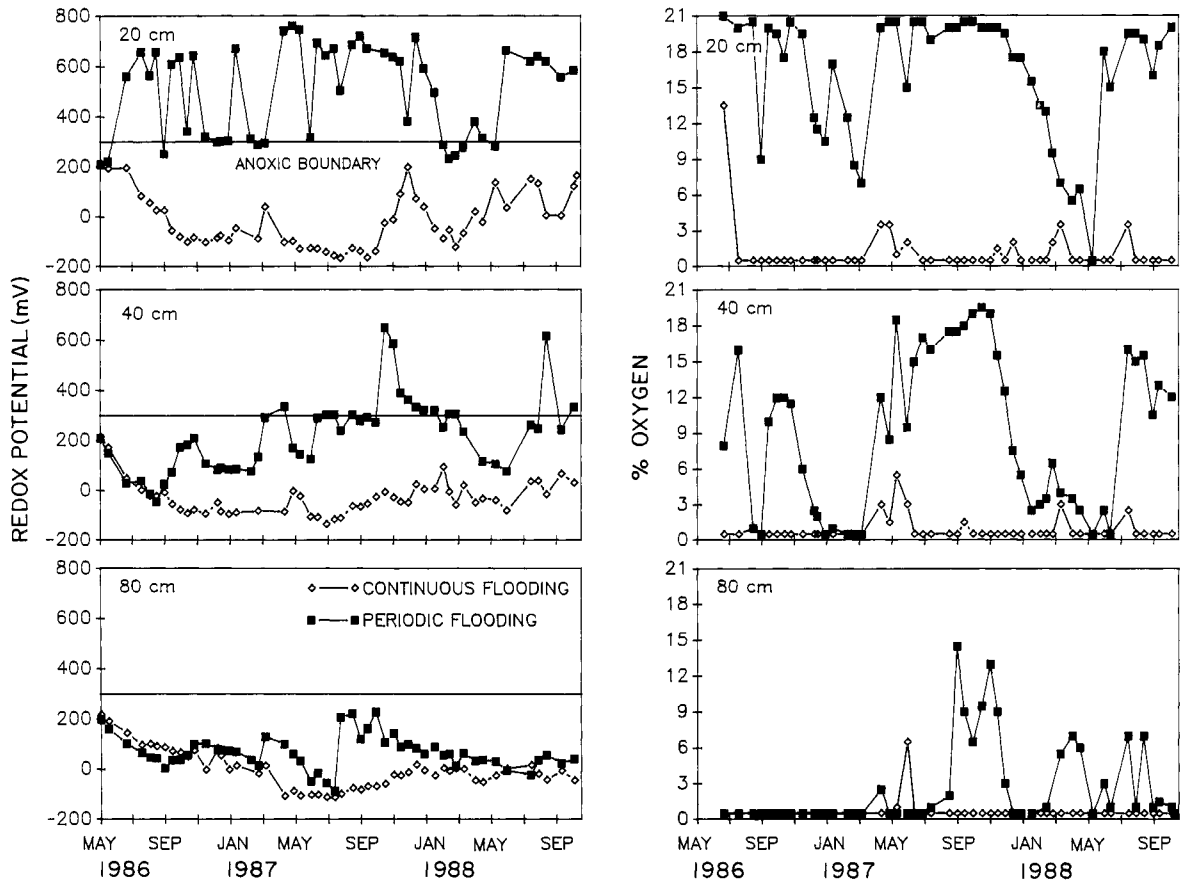 800
20 cm
600
400
ANOXIC BOUNDARY
200
0
-200
800
40 cm
600
400
200
0
-200
800
80 cm
CONTINUOUS FLOODING
600
PERIODIC FLOODING
400
200
0
-200
REDOX POTENTIAL (mV)
MAY SEP JAN MAY SEP JAN MAY SEP
1986 1987 1988
21
20 cm
18
15
12
9
6
3
0
21
40 cm
18
15
12
9
6
3
0
21
80 cm
18
15
12
9
6
3
0
% OXYGEN
MAY SEP JAN MAY SEP JAN MAY SEP
1986 1987 1988